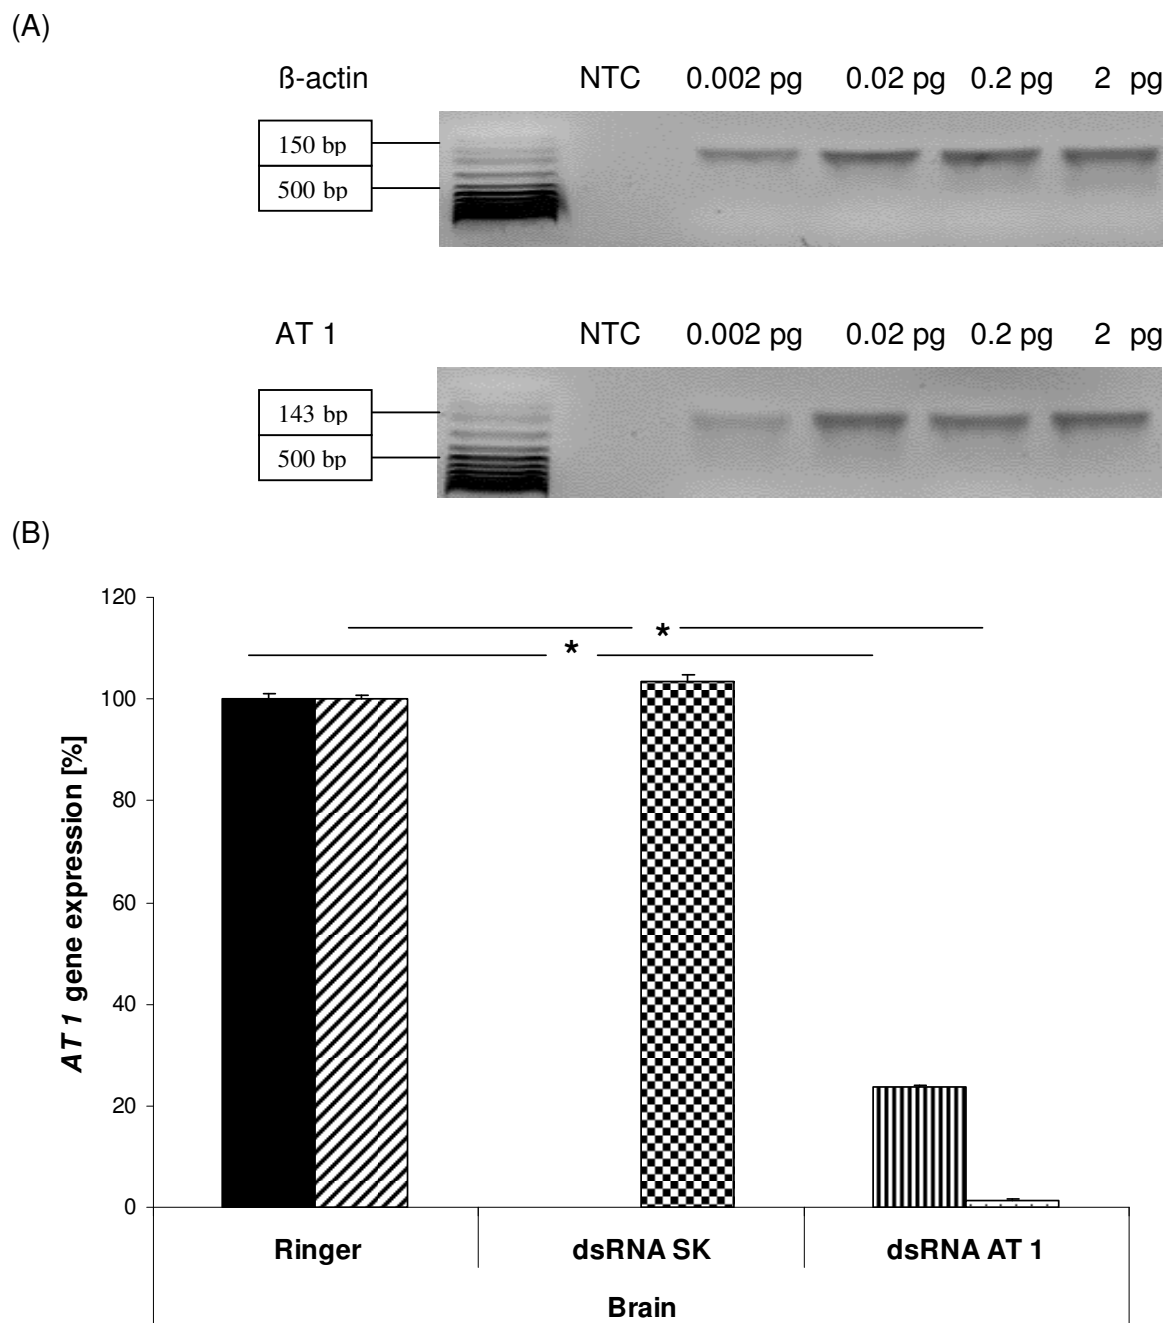 (A)
ß-actin NTC 0.002 pg 0.02 pg 0.2 pg 2 pg
150 bp
500 bp
AT 1 NTC 0.002 pg 0.02 pg 0.2 pg 2 pg
143 bp
500 bp
(B)
120
100
80
60
40
20
0
AT 1 gene expression [%]
*
*
Ringer dsRNA SK dsRNA AT 1
Brain